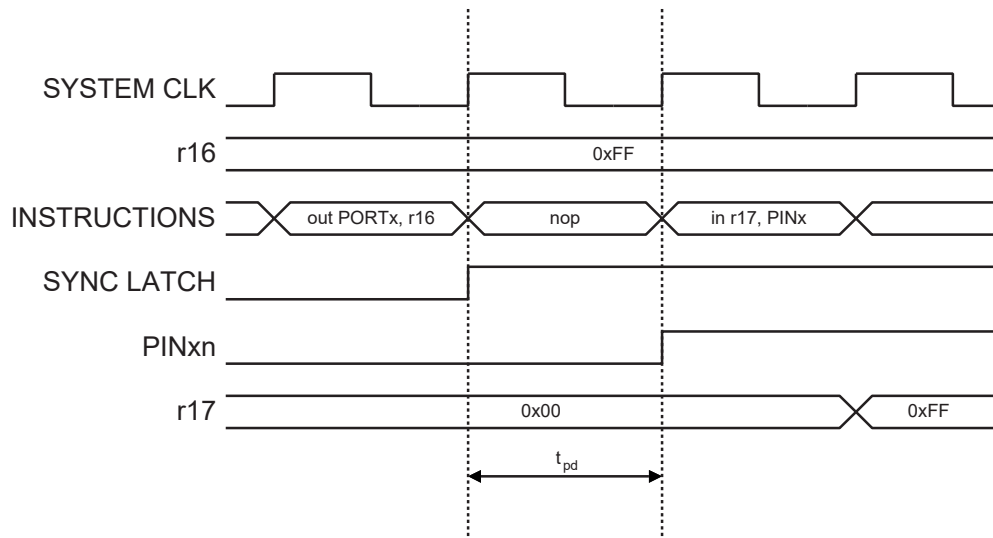 SYSTEM CLK
r16
0xFF
INSTRUCTIONS
out PORTx, r16
nop
in r17, PINx
SYNC LATCH
PINxn
r17
0x00
0xFF
tpd